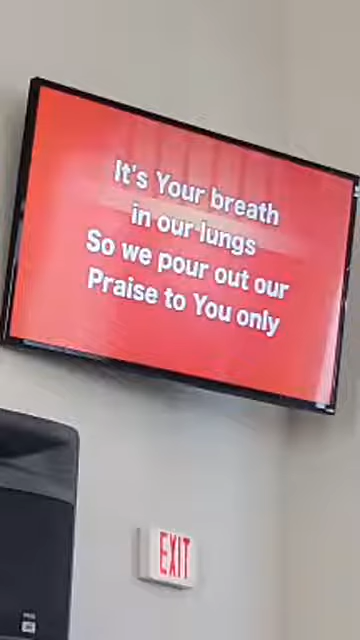 It's Your breath
in our lungs
So we pour out our
Praise to You only
EXIT